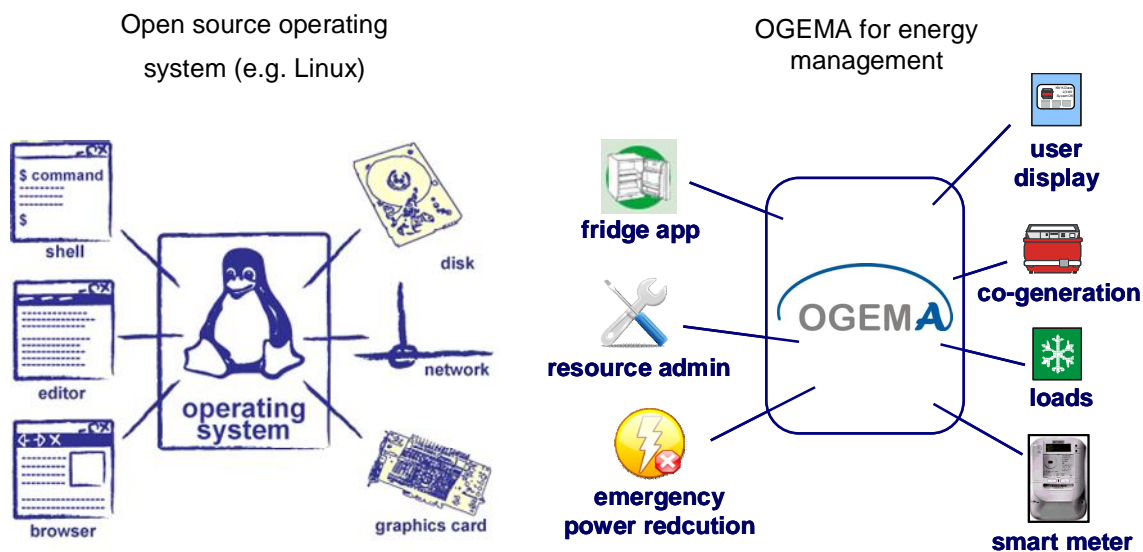 Open source operating
system (e.g. Linux)
$ command
$
shell
editor
browser
operating
system
disk
network
graphics card
OGEMA for energy
management
fridge app
resource admin
emergency
power redcution
OGEMA
user
display
co-generation
loads
smart meter